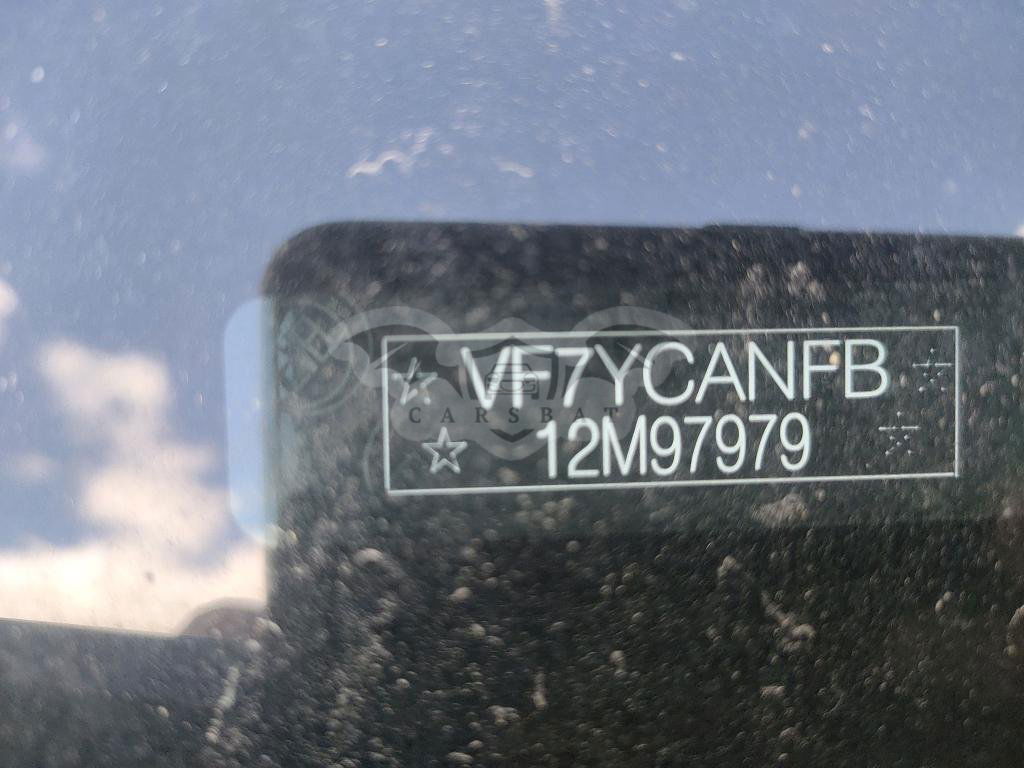 ☆ VF7YCANFB ☆
CARSBAT
☆ 12M97979 ☆